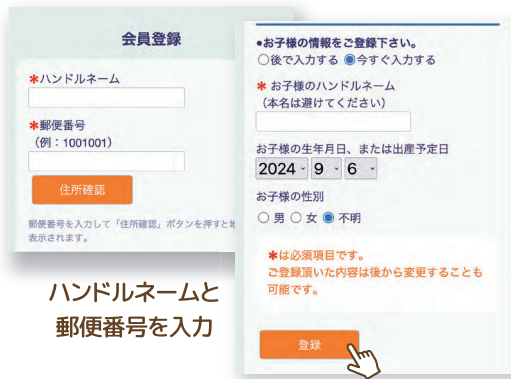 会員登録
*ハンドルネーム
*郵便番号
(例:1001001)
住所確認
郵便番号を入力して「住所確認」ボタンを押すと
表示されます。
ハンドルネームと
郵便番号を入力
●お子様の情報をご登録下さい。
○後で入力する ◉今すぐ入力する
* お子様のハンドルネーム
(本名は避けてください)
お子様の生年月日、または出産予定日
2024 9 6
お子様の性別
○ 男 ○ 女 ◉ 不明
*は必須項目です。
ご登録頂いた内容は後から変更することも
可能です。
登録